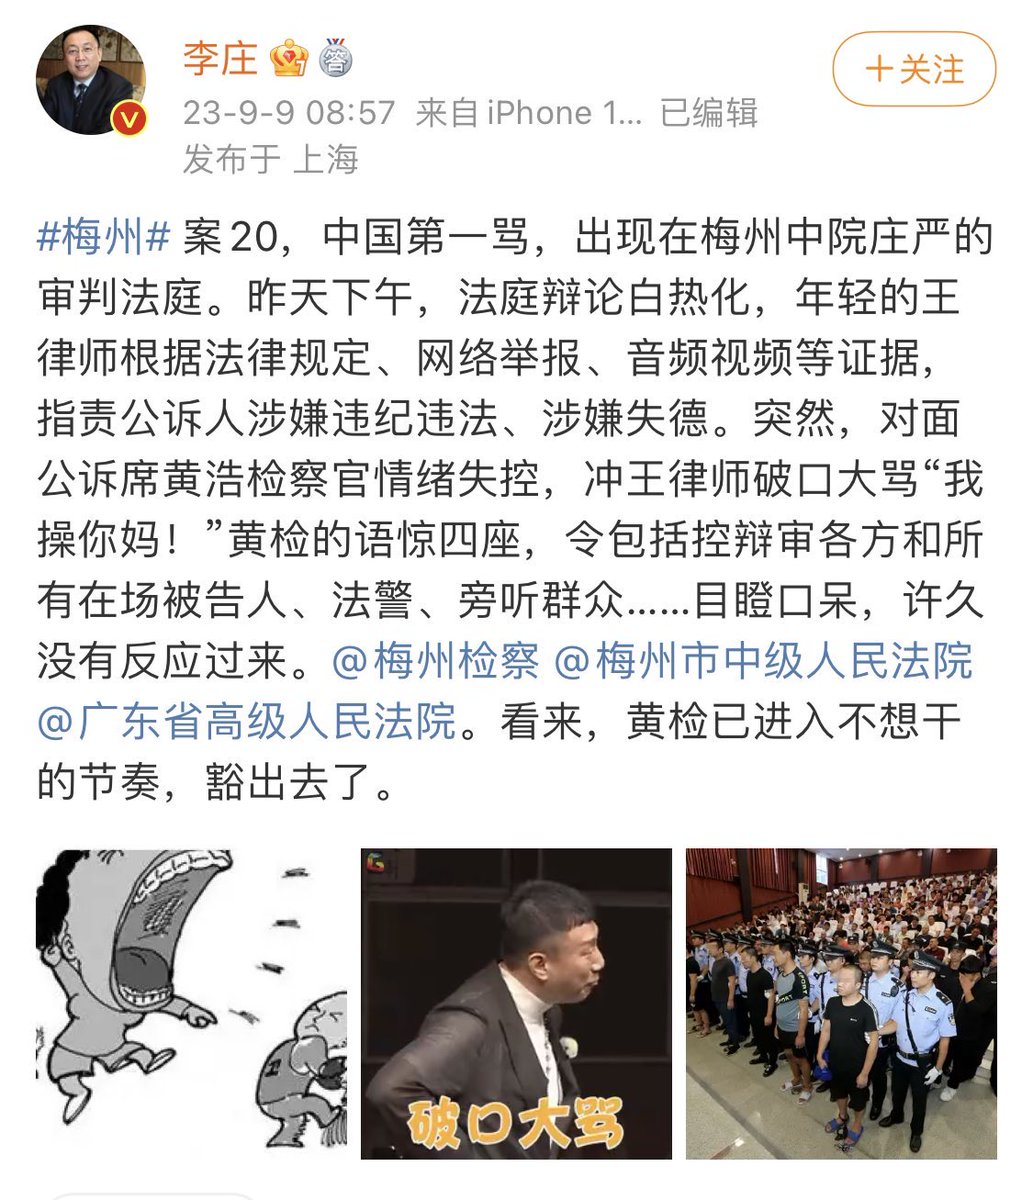 李庄
答
V
+关注
23-9-9 08:57 来自 iPhone 1... 已编辑
发布于 上海
#梅州# 案20，中国第一骂，出现在梅州中院庄严的
审判法庭。昨天下午，法庭辩论白热化，年轻的王
律师根据法律规定、网络举报、音频视频等证据，
指责公诉人涉嫌违纪违法、涉嫌失德。突然，对面
公诉席黄浩检察官情绪失控，冲王律师破口大骂“我
操你妈！”黄检的语惊四座，令包括控辩审各方和所
有在场被告人、法警、旁听群众……目瞪口呆，许久
没有反应过来。@梅州检察 @梅州市中级人民法院
@广东省高级人民法院。看来，黄检已进入不想干
的节奏，豁出去了。
1
G
破口大骂
SPORT